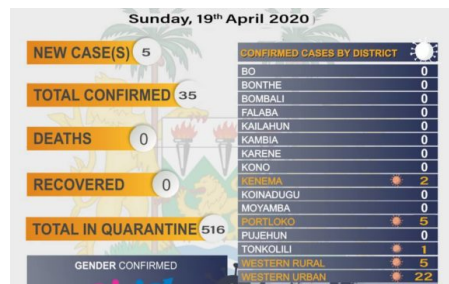 Sunday, 19th April 2020
NEW CASE(S) 5
TOTAL CONFIRMED 35
DEATHS 0
RECOVERED 0
TOTAL IN QUARANTINE 516
GENDER CONFIRMED
CONFIRMED CASES BY DISTRICT
BO 0
BONTHE 0
BOMBALI 0
FALABA 0
KAILAHUN 0
KAMBIA 0
KARENE 0
KONO 0
KENEMA 2
KOINADUGU 0
MOYAMBA 0
PORTLOKO 5
PUJEHUN 0
TONKOLILI 1
WESTERN RURAL 5
WESTERN URBAN 22